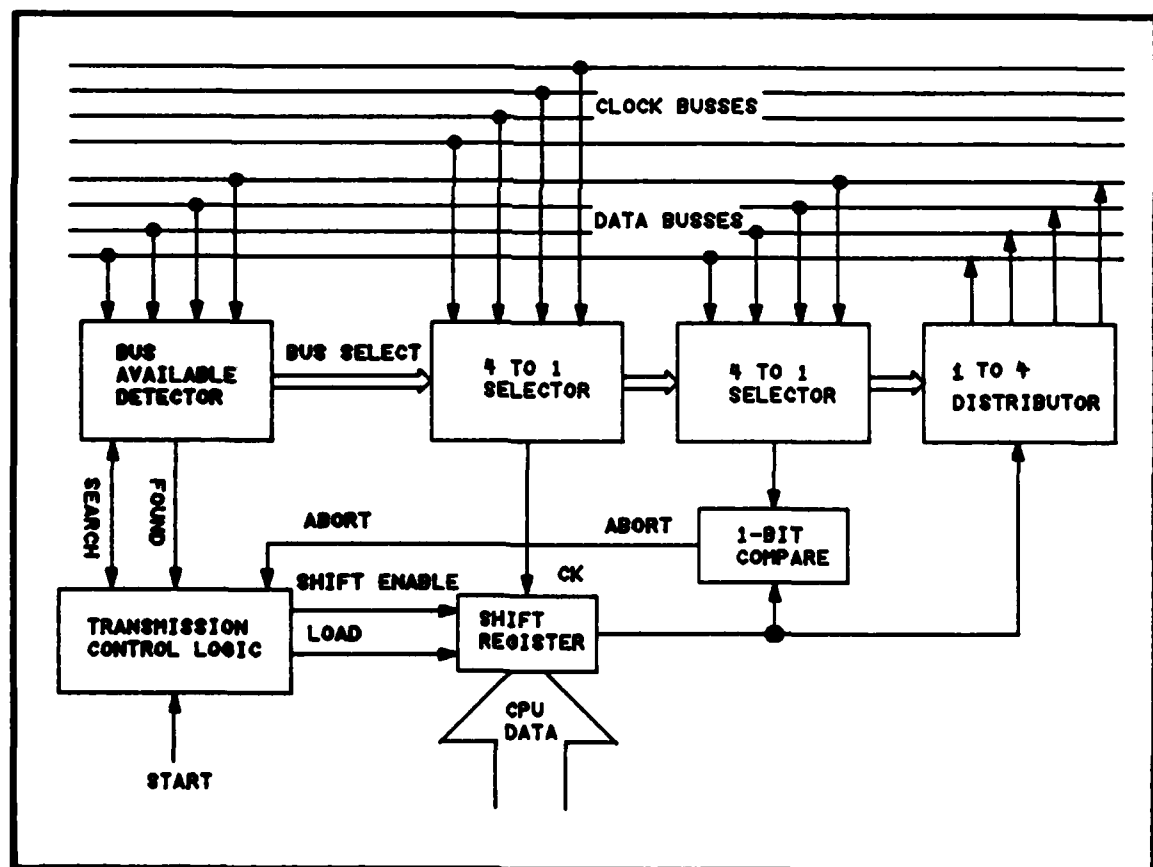 CLOCK BUSSES
DATA BUSSES
BUS
AVAILABLE
DETECTOR
BUS SELECT
4 TO 1
SELECTOR
4 TO 1
SELECTOR
1 TO 4
DISTRIBUTOR
SEARCH
FOUND
ABORT
ABORT
1-BIT
COMPARE
CK
SHIFT ENABLE
LOAD
TRANSMISSION
CONTROL LOGIC
SHIFT
REGISTER
CPU
DATA
START